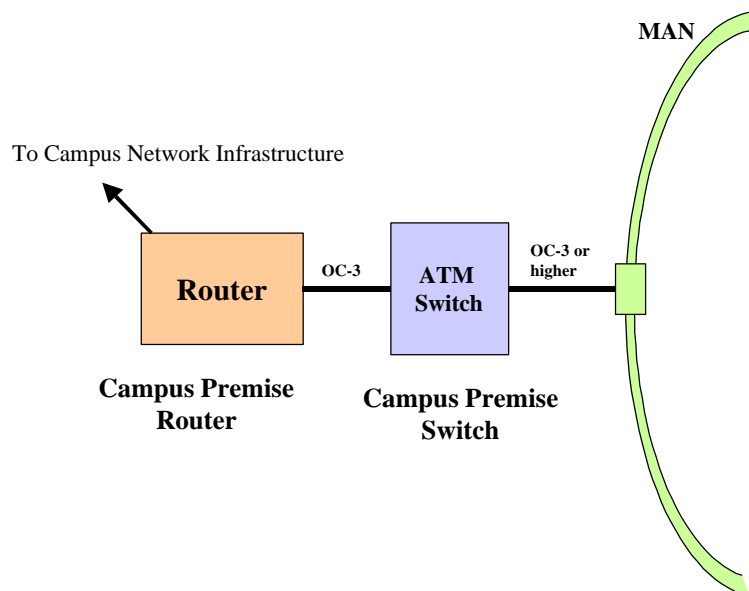 MAN
To Campus Network Infrastructure
Router
OC-3
ATM
Switch
OC-3 or
higher
Campus Premise
Router
Campus Premise
Switch